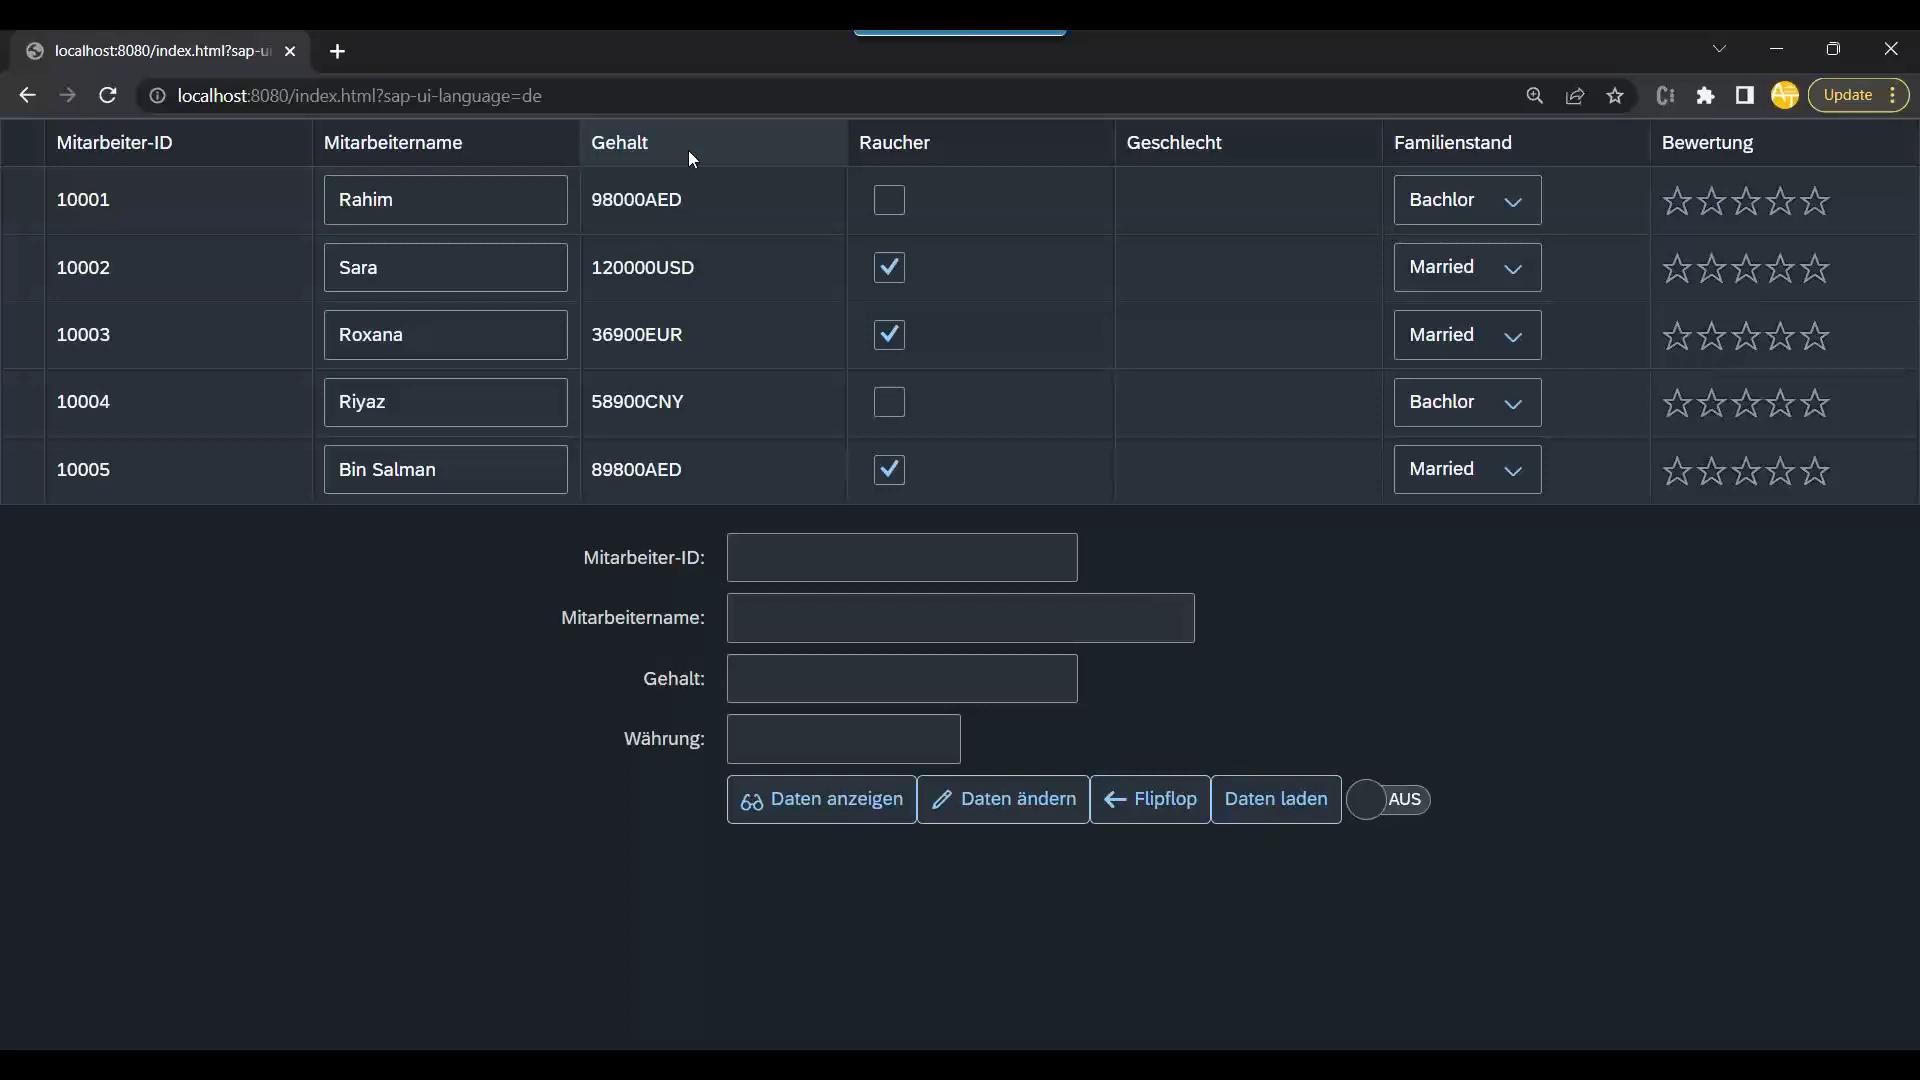 localhost:8080/index.html?sap-ui
localhost:8080/index.html?sap-ui-language=de
Update
Mitarbeiter-ID Mitarbeitername Gehalt Raucher Geschlecht Familienstand Bewertung
10001 Rahim 98000AED Bachlor
10002 Sara 120000USD Married
10003 Roxana 36900EUR Married
10004 Riyaz 58900CNY Bachlor
10005 Bin Salman 89800AED Married
Mitarbeiter-ID:
Mitarbeitername:
Gehalt:
Währung:
Daten anzeigen Daten ändern Flipflop Daten laden AUS